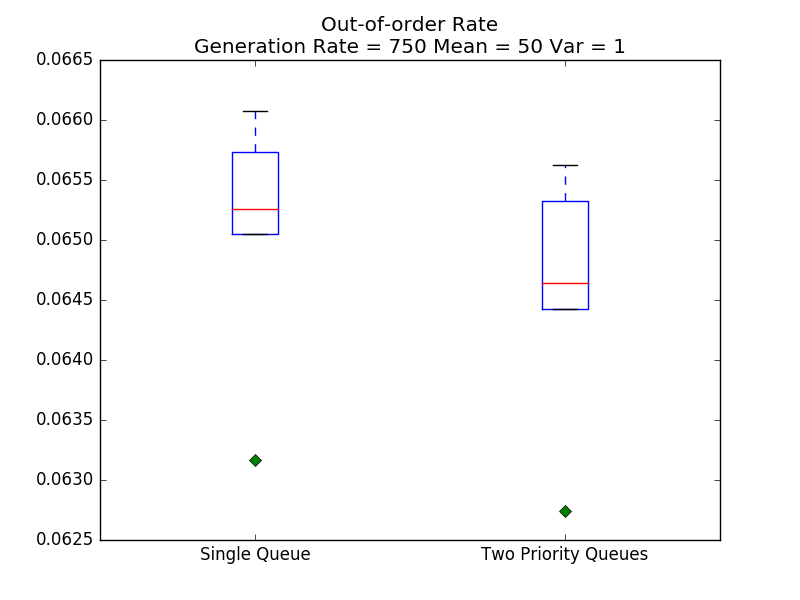 Out-of-order Rate
Generation Rate = 750 Mean = 50 Var = 1
0.0665
0.0660
0.0655
0.0650
0.0645
0.0640
0.0635
0.0630
0.0625
Single Queue
Two Priority Queues